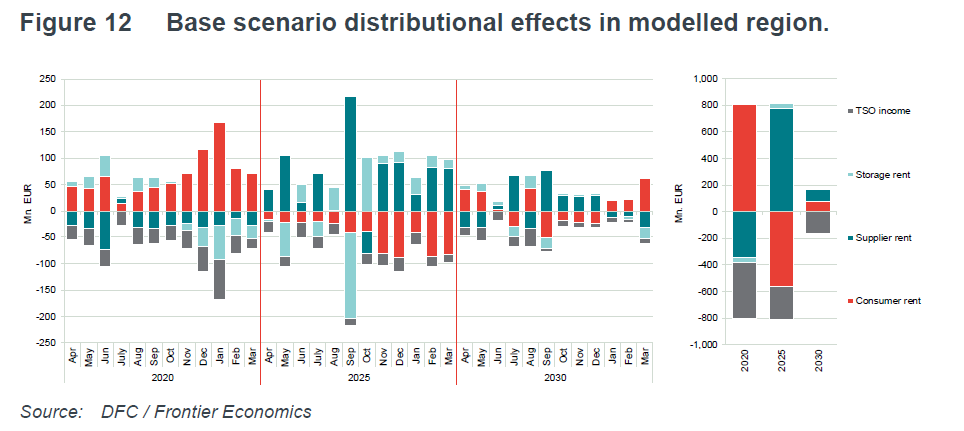 Figure 12 Base scenario distributional effects in modelled region.
250
200
150
100
50
0
-50
-100
-150
-200
-250
Mn. EUR
Apr
May
Jun
July
Aug
Sep
Oct
Nov
Dec
Jan
Feb
Mar
Apr
May
Jun
July
Aug
Sep
Oct
Nov
Dec
Jan
Feb
Mar
Apr
May
Jun
July
Aug
Sep
Oct
Nov
Dec
Jan
Feb
Mar
2020
2025
2030
1,000
800
600
400
200
0
-200
-400
-600
-800
-1,000
Mn. EUR
2020
2025
2030
TSO income
Storage rent
Supplier rent
Consumer rent
Source: DFC / Frontier Economics